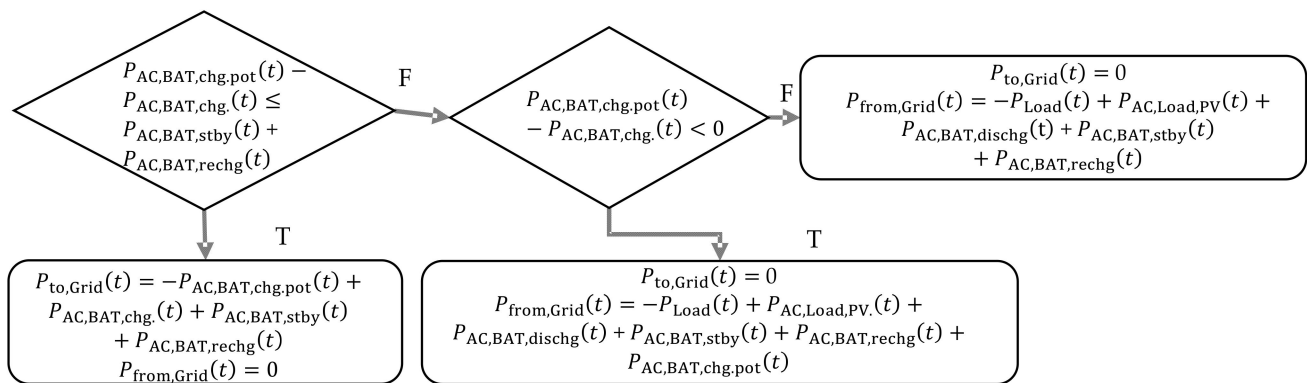 P_AC,BAT,chg.pot(t) −
P_AC,BAT,chg.(t) ≤
P_AC,BAT,stby(t) +
P_AC,BAT,rechg(t)
F
T
P_AC,BAT,chg.pot(t)
− P_AC,BAT,chg.(t) < 0
F
T
P_to,Grid(t) = 0
P_from,Grid(t) = −P_Load(t) + P_AC,Load,PV(t) +
P_AC,BAT,dischg(t) + P_AC,BAT,stby(t)
+ P_AC,BAT,rechg(t)
P_to,Grid(t) = −P_AC,BAT,chg.pot(t) +
P_AC,BAT,chg.(t) + P_AC,BAT,stby(t)
+ P_AC,BAT,rechg(t)
P_from,Grid(t) = 0
P_to,Grid(t) = 0
P_from,Grid(t) = −P_Load(t) + P_AC,Load,PV.(t) +
P_AC,BAT,dischg(t) + P_AC,BAT,stby(t) + P_AC,BAT,rechg(t) +
P_AC,BAT,chg.pot(t)